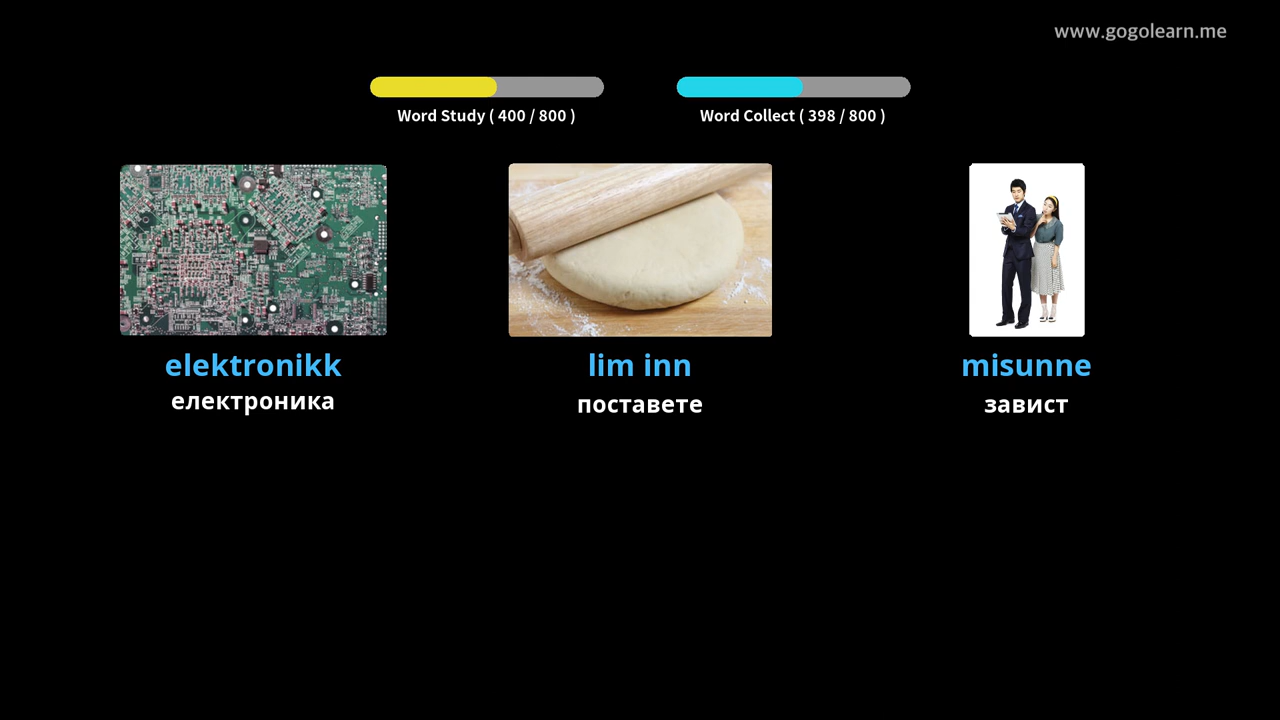 www.gogolearn.me
Word Study ( 400 / 800 )
Word Collect ( 398 / 800 )
elektronikk
електроника
lim inn
поставете
misunne
завист